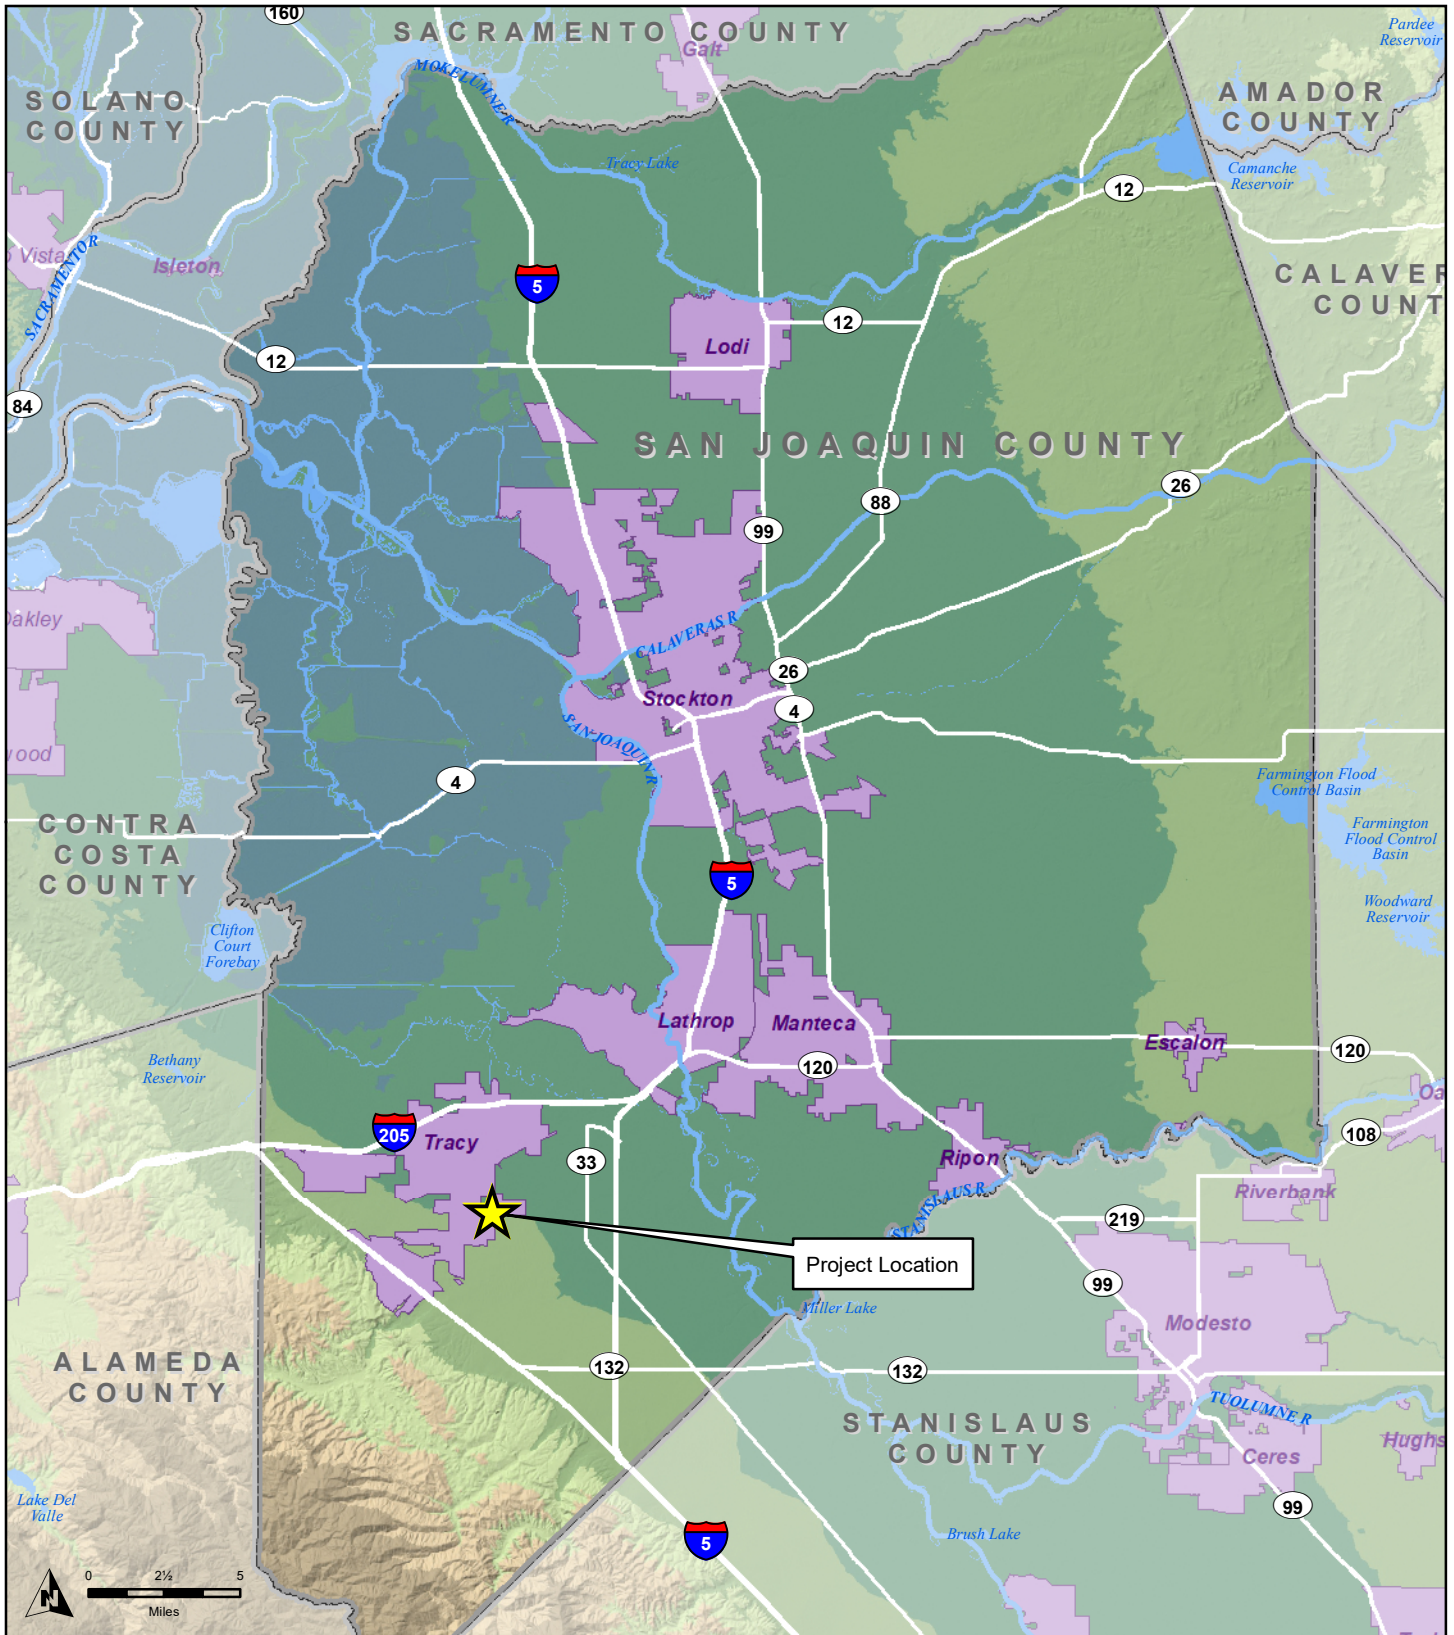 160
SACRAMENTO COUNTY
Galt
Pardee
Reservoir
MOKELUMNE R
SOLANO
COUNTY
AMADOR
COUNTY
Tracy Lake
Camanche
Reservoir
12
Vista
SACRAMENTO R
Isleton
5
CALAVER
COUNT
12
Lodi
12
84
SAN JOAQUIN COUNTY
26
88
99
Oakley
CALAVERAS R
26
Stockton
4
SAN JOAQUIN R
wood
4
Farmington Flood
Control Basin
CONTRA
COSTA
COUNTY
Farmington
Flood Control
Basin
5
Woodward
Reservoir
Clifton
Court
Forebay
Lathrop
Manteca
Escalon
120
Bethany
Reservoir
120
Oa
205
Tracy
108
33
Ripon
STANISLAUS R
Riverbank
219
Project Location
99
Miller Lake
Modesto
ALAMEDA
COUNTY
132
132
TUOLUMNE R
STANISLAUS
COUNTY
Hughs
Ceres
Lake Del
Valle
99
5
Brush Lake
N
0 2½ 5
Miles